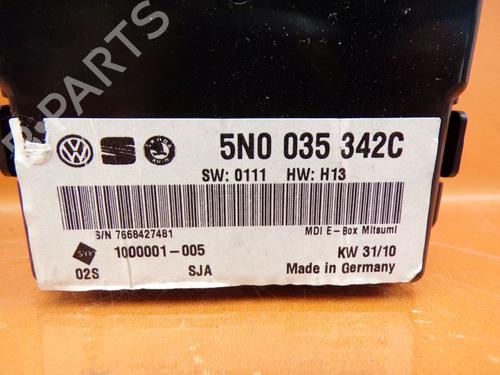 B-PARTS
5N0 035 342C
SW: 0111 HW: H13
S/N 7668427481 MDI E-Box Mitsumi
1000001-005 KW 31/10
02S SJA Made in Germany